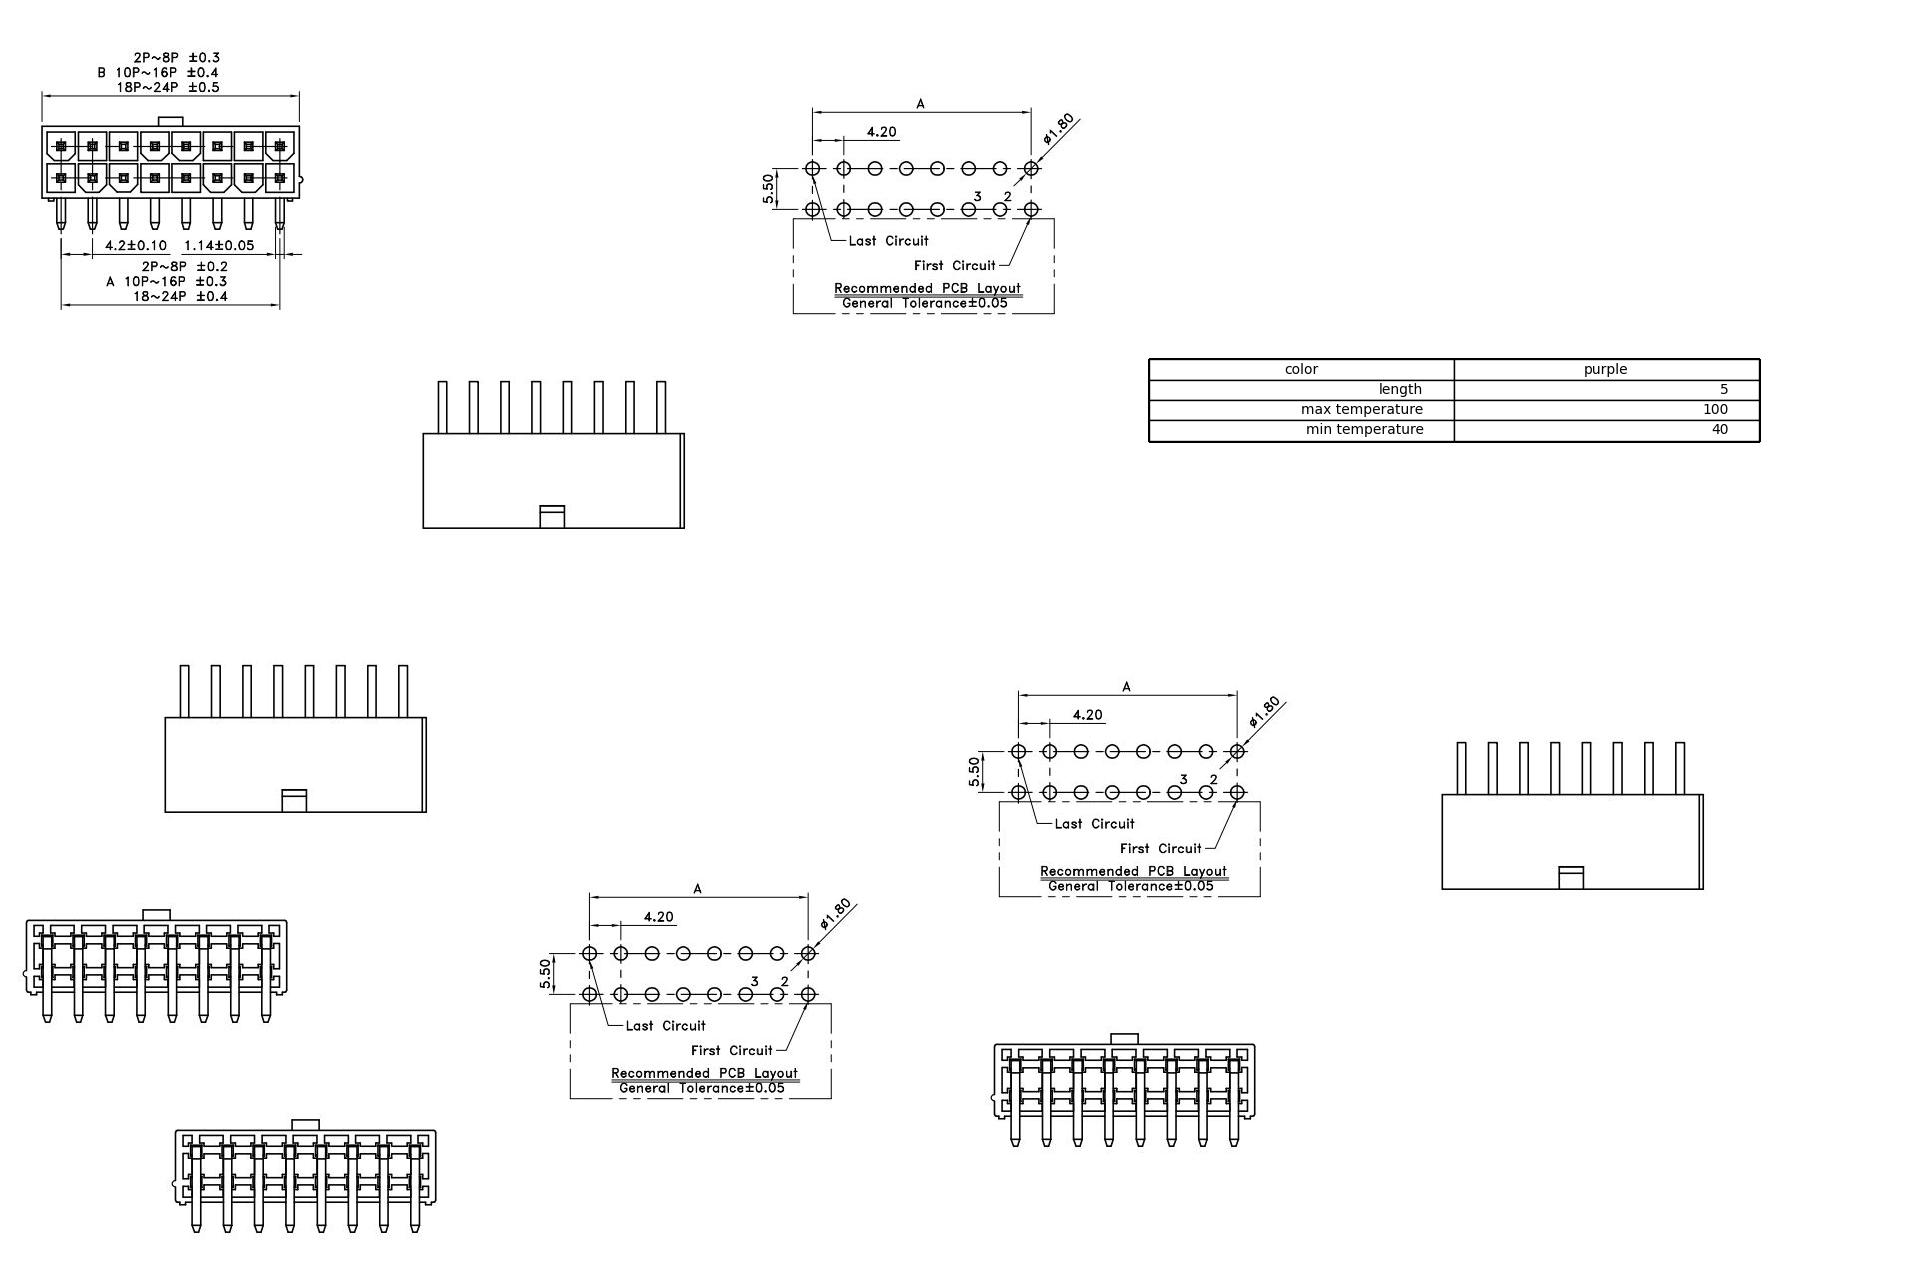 2P~8P ±0.3
B 10P~16P ±0.4
18P~24P ±0.5
4.2±0.10 1.14±0.05
2P~8P ±0.2
A 10P~16P ±0.3
18~24P ±0.4
A
4.20
ø1.80
5.50
3 2
Last Circuit
First Circuit
Recommended PCB Layout
General Tolerance±0.05
color purple
length 5
max temperature 100
min temperature 40
A
4.20
ø1.80
5.50
3 2
Last Circuit
First Circuit
Recommended PCB Layout
General Tolerance±0.05
A
4.20
ø1.80
5.50
3 2
Last Circuit
First Circuit
Recommended PCB Layout
General Tolerance±0.05